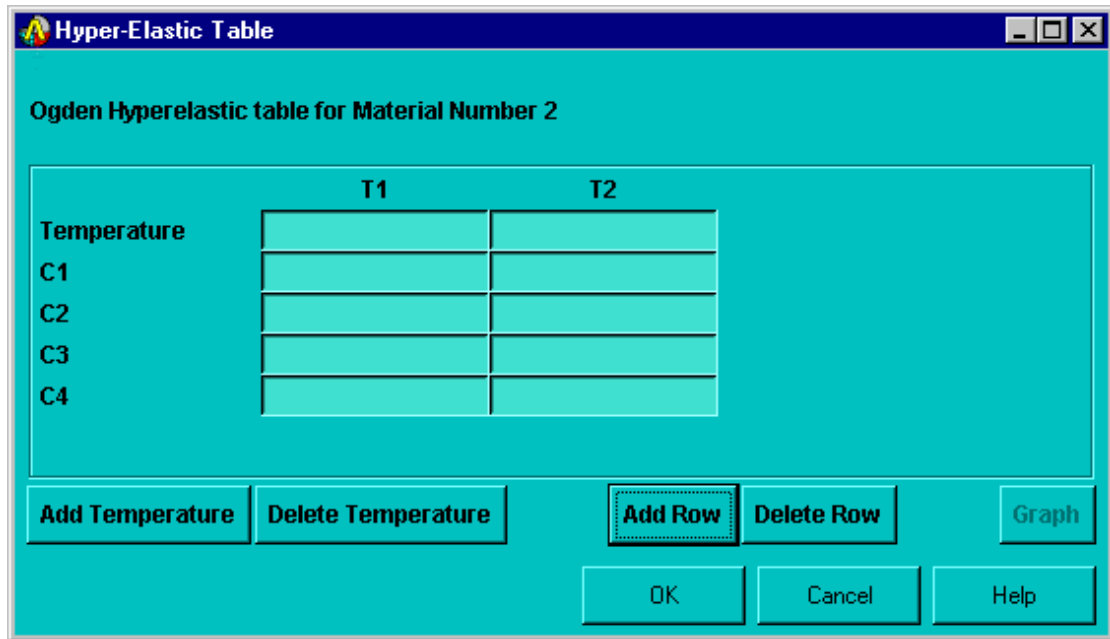 Hyper-Elastic Table
Ogden Hyperelastic table for Material Number 2
T1 T2
Temperature
C1
C2
C3
C4
Add Temperature Delete Temperature Add Row Delete Row Graph
OK Cancel Help